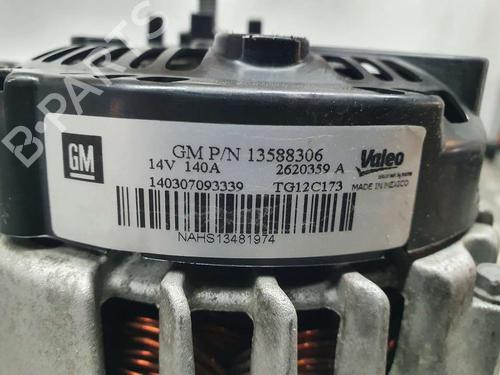 GM
GM P/N 13588306
14V 140A 2620359 A
140307093339 TG12C173
Valeo
MADE IN MEXICO
NAHS13481974
B-PARTS